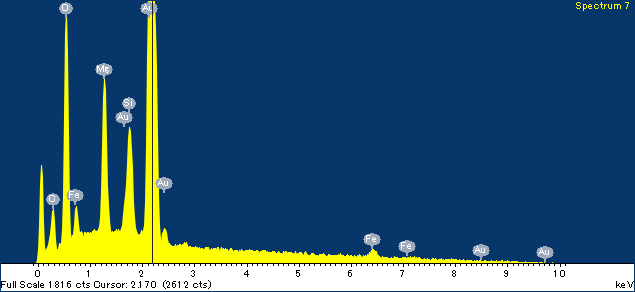 Spectrum 7
O Au
Mg
Si
Au
Au
C Fe
Fe Fe Au Au
0 1 2 3 4 5 6 7 8 9 10
Full Scale 1816 cts Cursor: 2.170 (2612 cts) keV